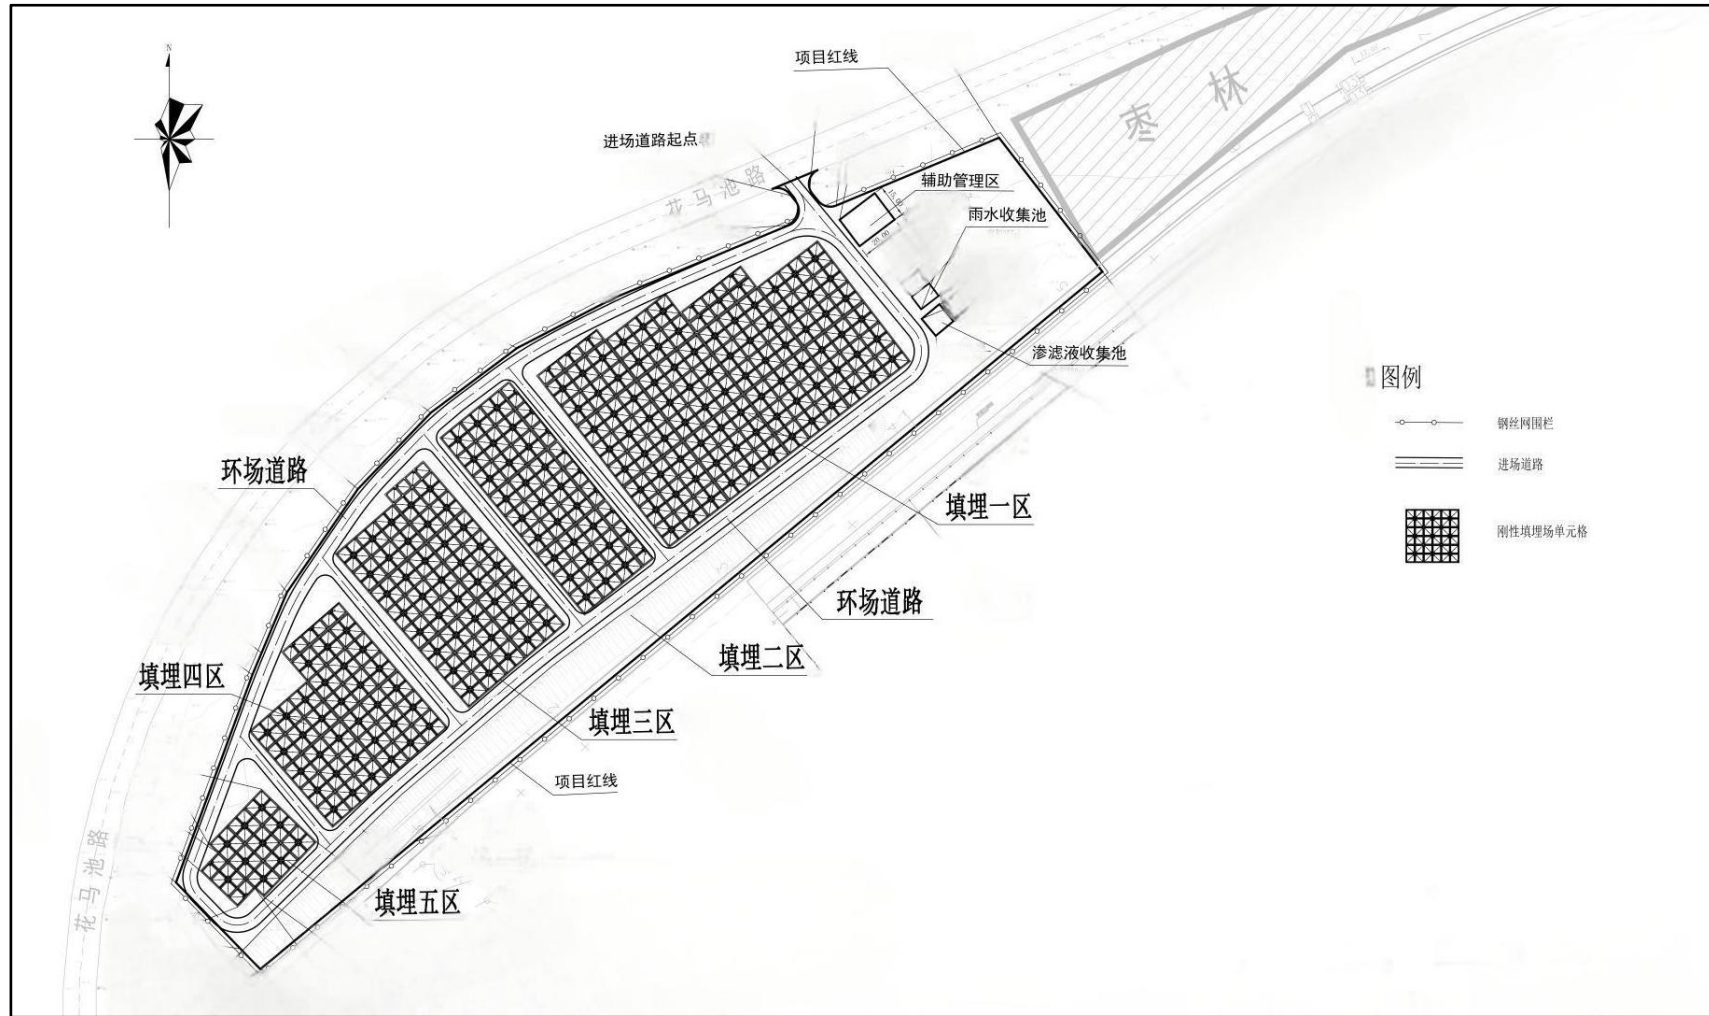 N
项目红线
枣林
进场道路起点
花马池路
辅助管理区
15.00
20.00
雨水收集池
渗滤液收集池
图例
钢丝网围栏
进场道路
刚性填埋场单元格
环场道路
填埋一区
环场道路
填埋二区
填埋四区
填埋三区
项目红线
填埋五区
花马池路